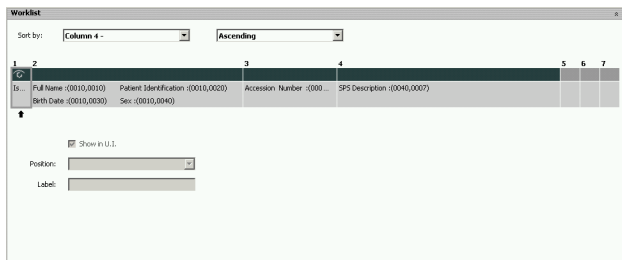 Worklist
Sort by: Column 4 - Ascending
1 2 3 4 5 6 7
Is... Full Name :(0010,0010) Patient Identification :(0010,0020) Accession Number :(000... SPS Description :(0040,0007)
Birth Date :(0010,0030) Sex :(0010,0040)
Show in U.I.
Position:
Label: